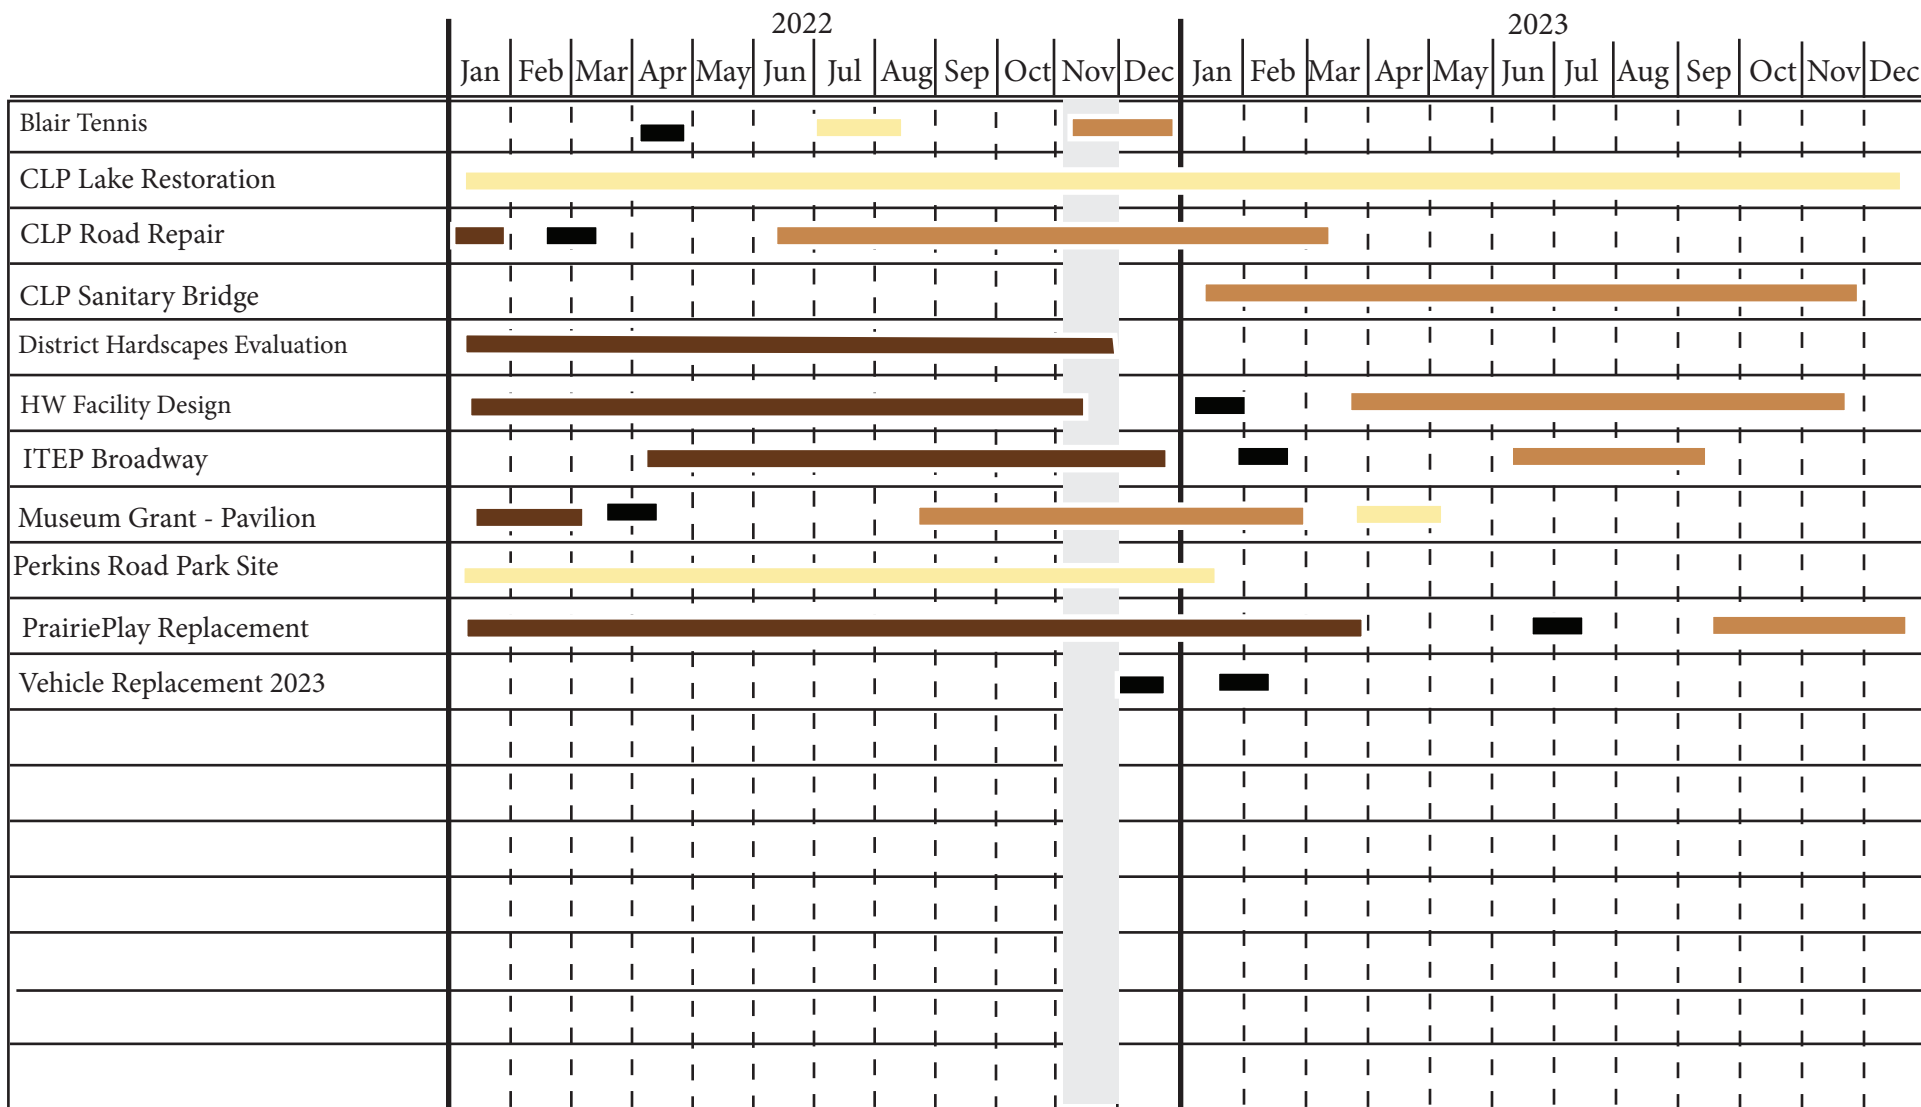 2022 2023
Jan Feb Mar Apr May Jun Jul Aug Sep Oct Nov Dec Jan Feb Mar Apr May Jun Jul Aug Sep Oct Nov Dec
Blair Tennis
CLP Lake Restoration
CLP Road Repair
CLP Sanitary Bridge
District Hardscapes Evaluation
HW Facility Design
ITEP Broadway
Museum Grant - Pavilion
Perkins Road Park Site
PrairiePlay Replacement
Vehicle Replacement 2023